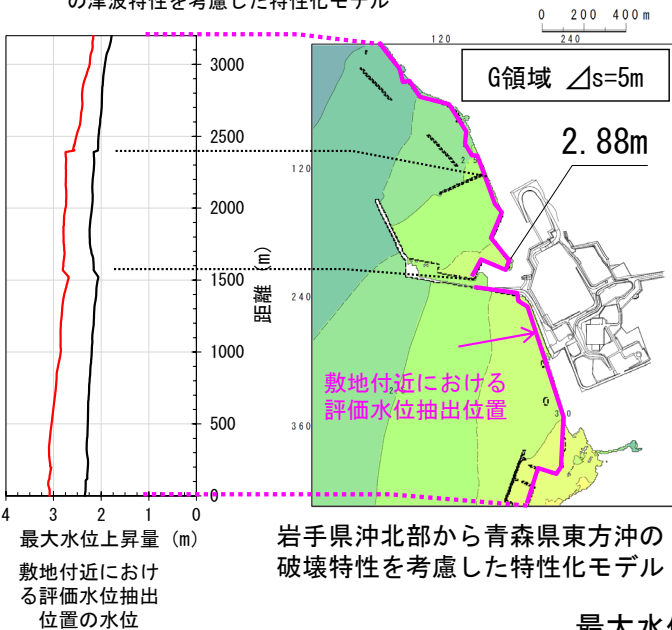 の津波特性を考慮した特性化モデル
0 200 400m
120
240
3000
2500
2000
1500
1000
500
0
距離 (m)
G領域 ⊿s=5m
2.88m
120
240
360
300
敷地付近における
評価水位抽出位置
4 3 2 1 0
最大水位上昇量 (m)
敷地付近におけ
る評価水位抽出
位置の水位
岩手県沖北部から青森県東方沖の
破壊特性を考慮した特性化モデル